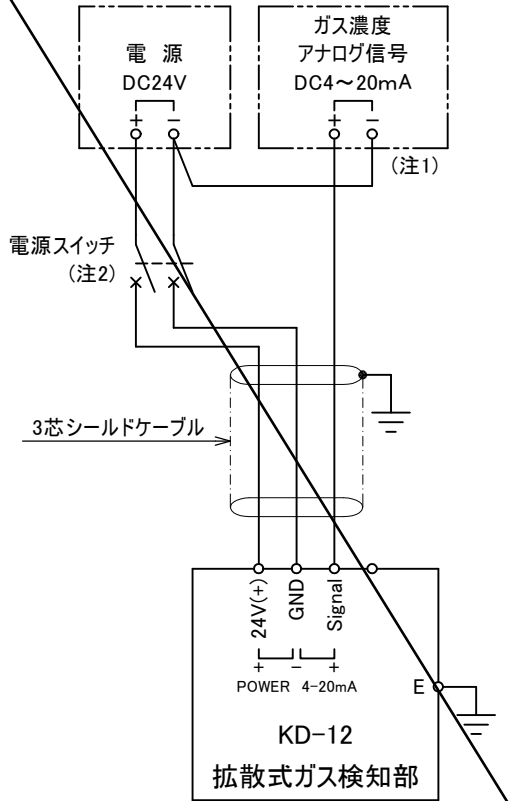 電 源
DC24V
+ -
ガス濃度
アナログ信号
DC4~20mA
+ -
(注1)
電源スイッチ
(注2)
3芯シールドケーブル
24V(+)
GND
Signal
+ - +
POWER 4-20mA
E
KD-12
拡散式ガス検知部